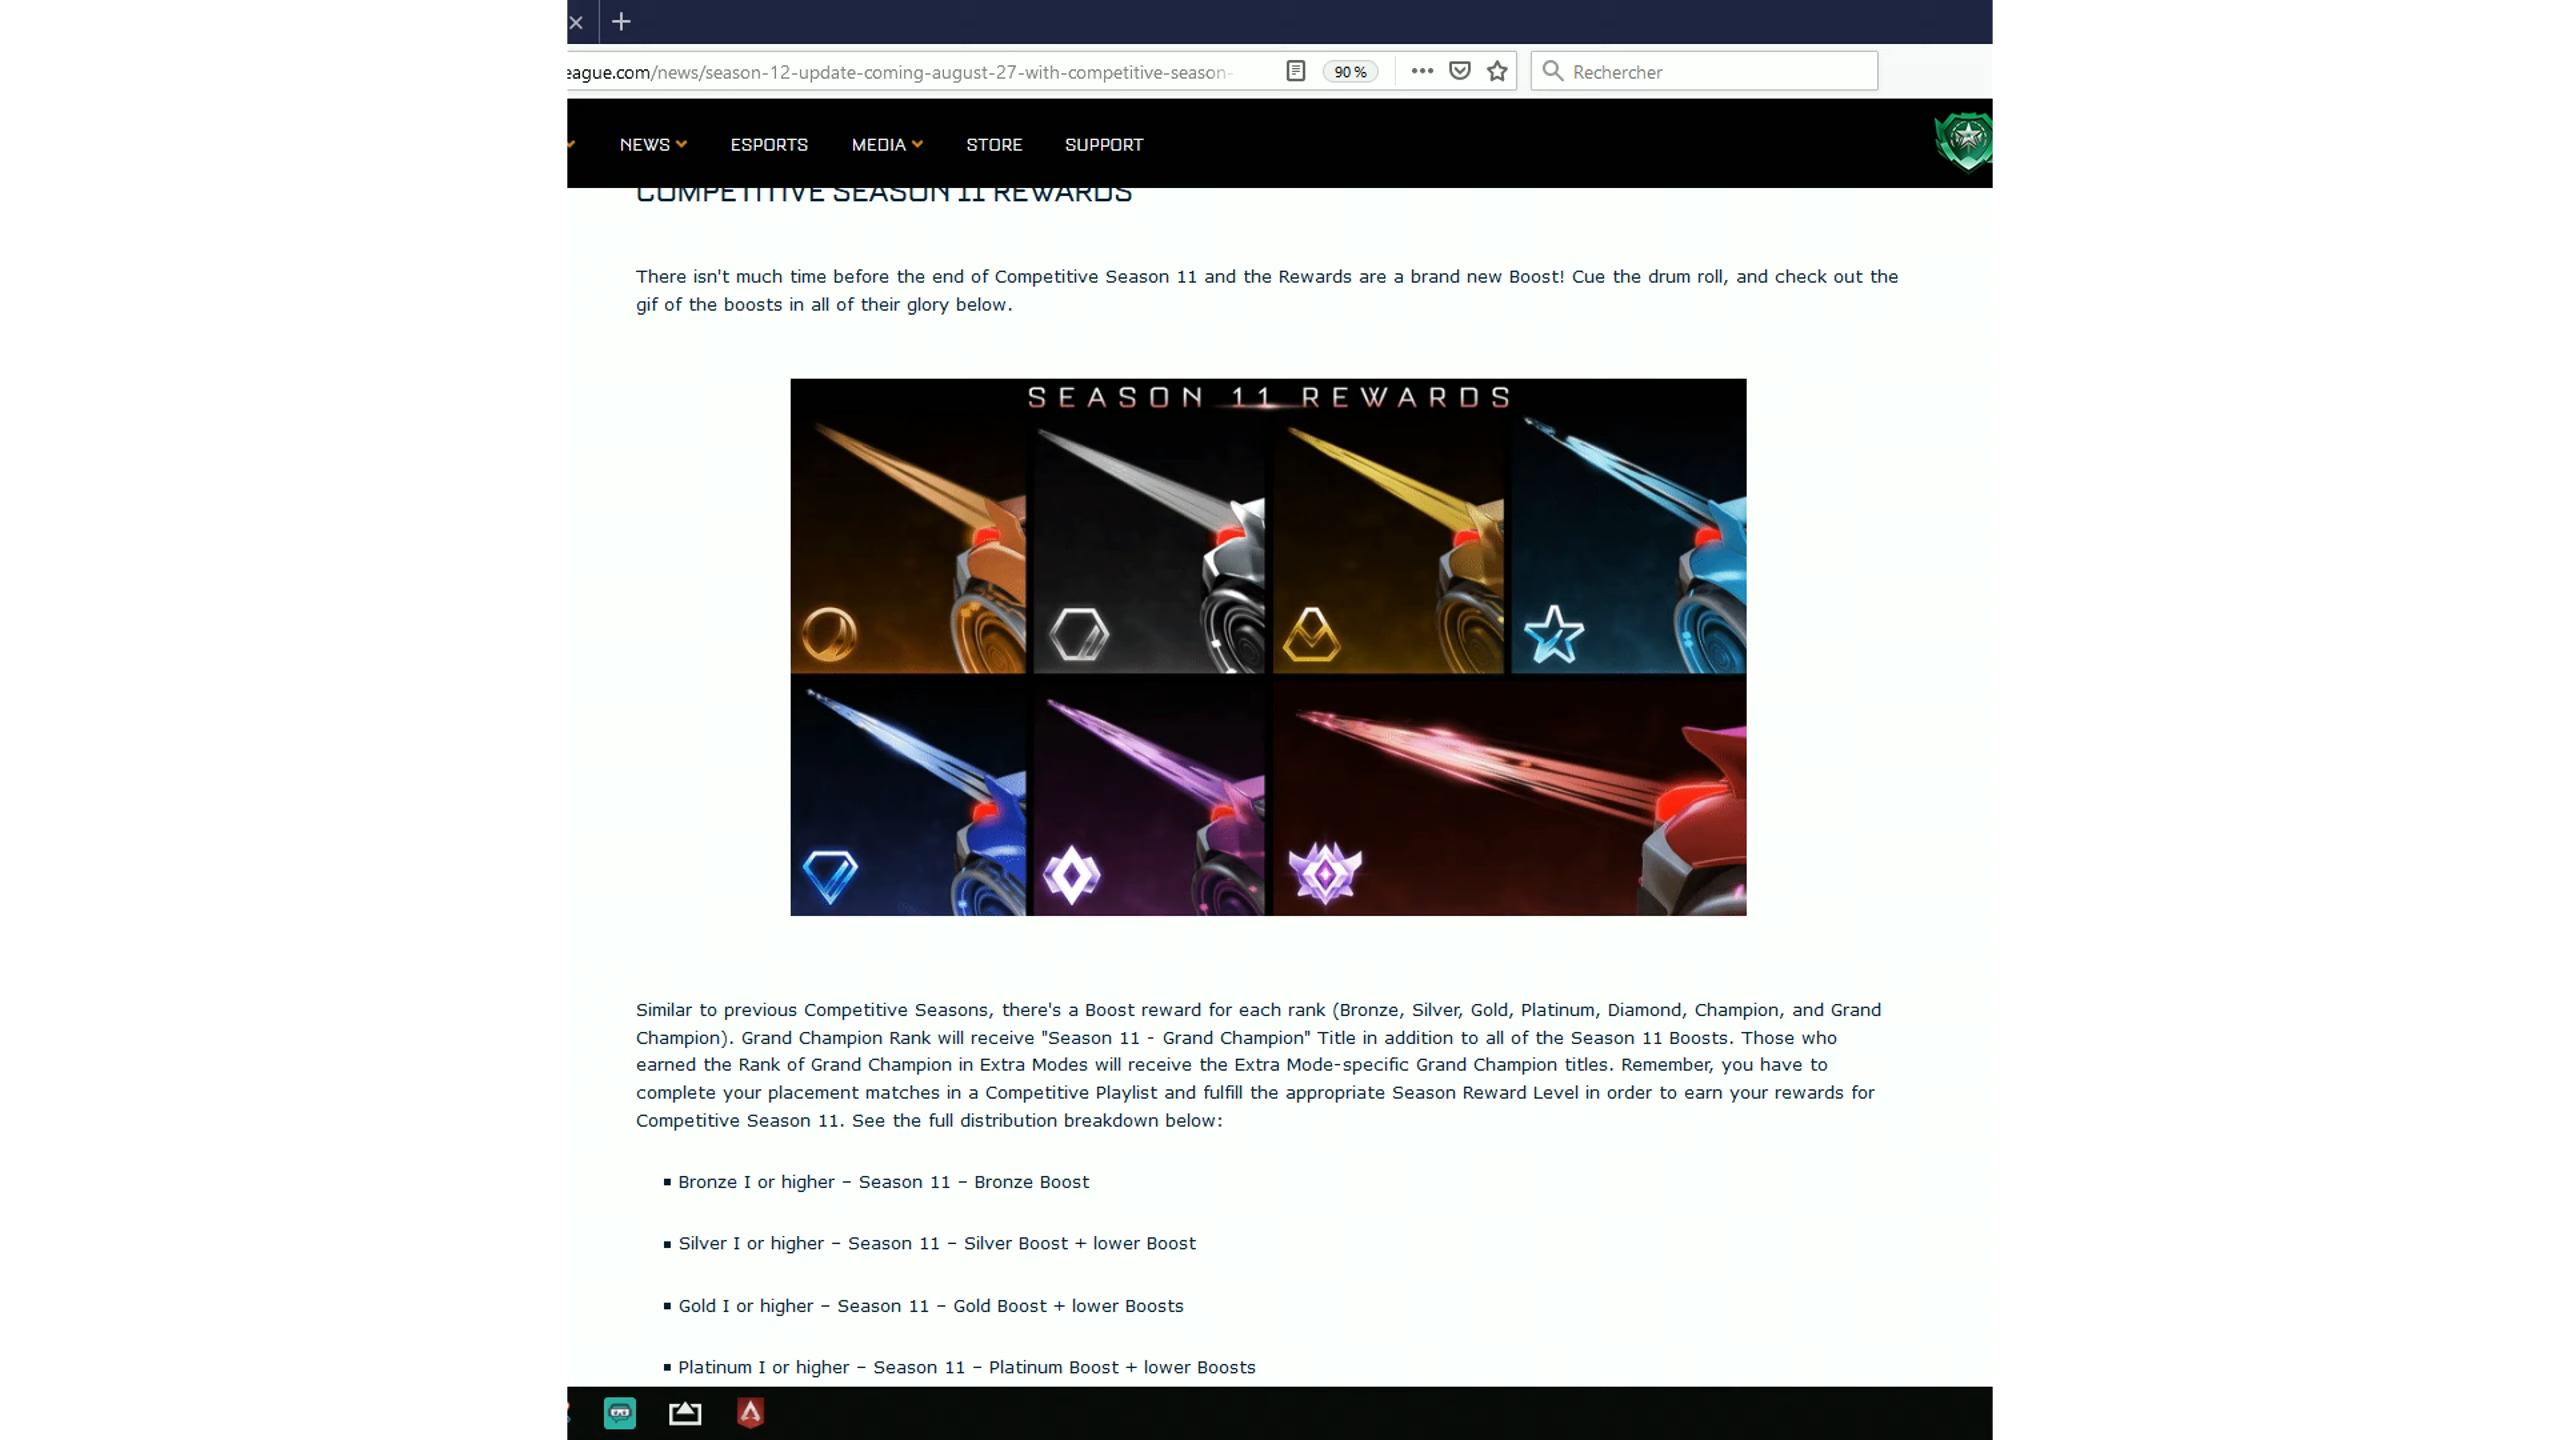 eague.com/news/season-12-update-coming-august-27-with-competitive-season-
90 %
Rechercher
NEWS
ESPORTS
MEDIA
STORE
SUPPORT
COMPETITIVE SEASON 11 REWARDS
There isn't much time before the end of Competitive Season 11 and the Rewards are a brand new Boost! Cue the drum roll, and check out the
gif of the boosts in all of their glory below.
SEASON 11 REWARDS
Similar to previous Competitive Seasons, there's a Boost reward for each rank (Bronze, Silver, Gold, Platinum, Diamond, Champion, and Grand
Champion). Grand Champion Rank will receive "Season 11 - Grand Champion" Title in addition to all of the Season 11 Boosts. Those who
earned the Rank of Grand Champion in Extra Modes will receive the Extra Mode-specific Grand Champion titles. Remember, you have to
complete your placement matches in a Competitive Playlist and fulfill the appropriate Season Reward Level in order to earn your rewards for
Competitive Season 11. See the full distribution breakdown below:
▪ Bronze I or higher – Season 11 – Bronze Boost
▪ Silver I or higher – Season 11 – Silver Boost + lower Boost
▪ Gold I or higher – Season 11 – Gold Boost + lower Boosts
▪ Platinum I or higher – Season 11 – Platinum Boost + lower Boosts